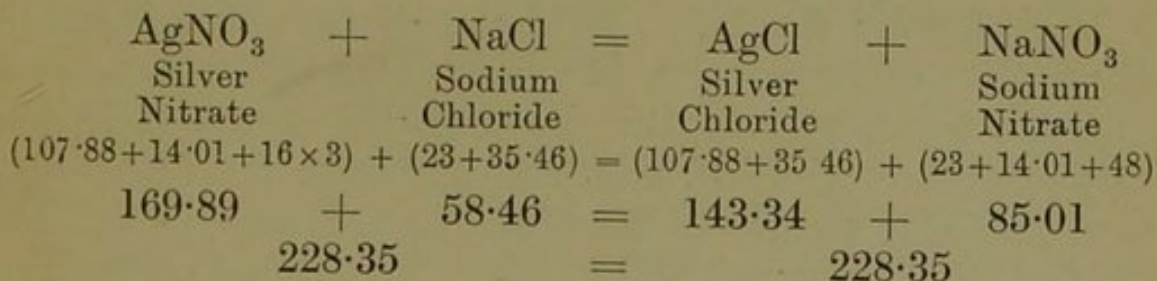 AgNO₃ + NaCl = AgCl + NaNO₃
Silver Sodium Silver Sodium
Nitrate Chloride Chloride Nitrate
(107·88+14·01+16×3) + (23+35·46) = (107·88+35 46) + (23+14·01+48)
169·89 + 58·46 = 143·34 + 85·01
228·35 = 228·35